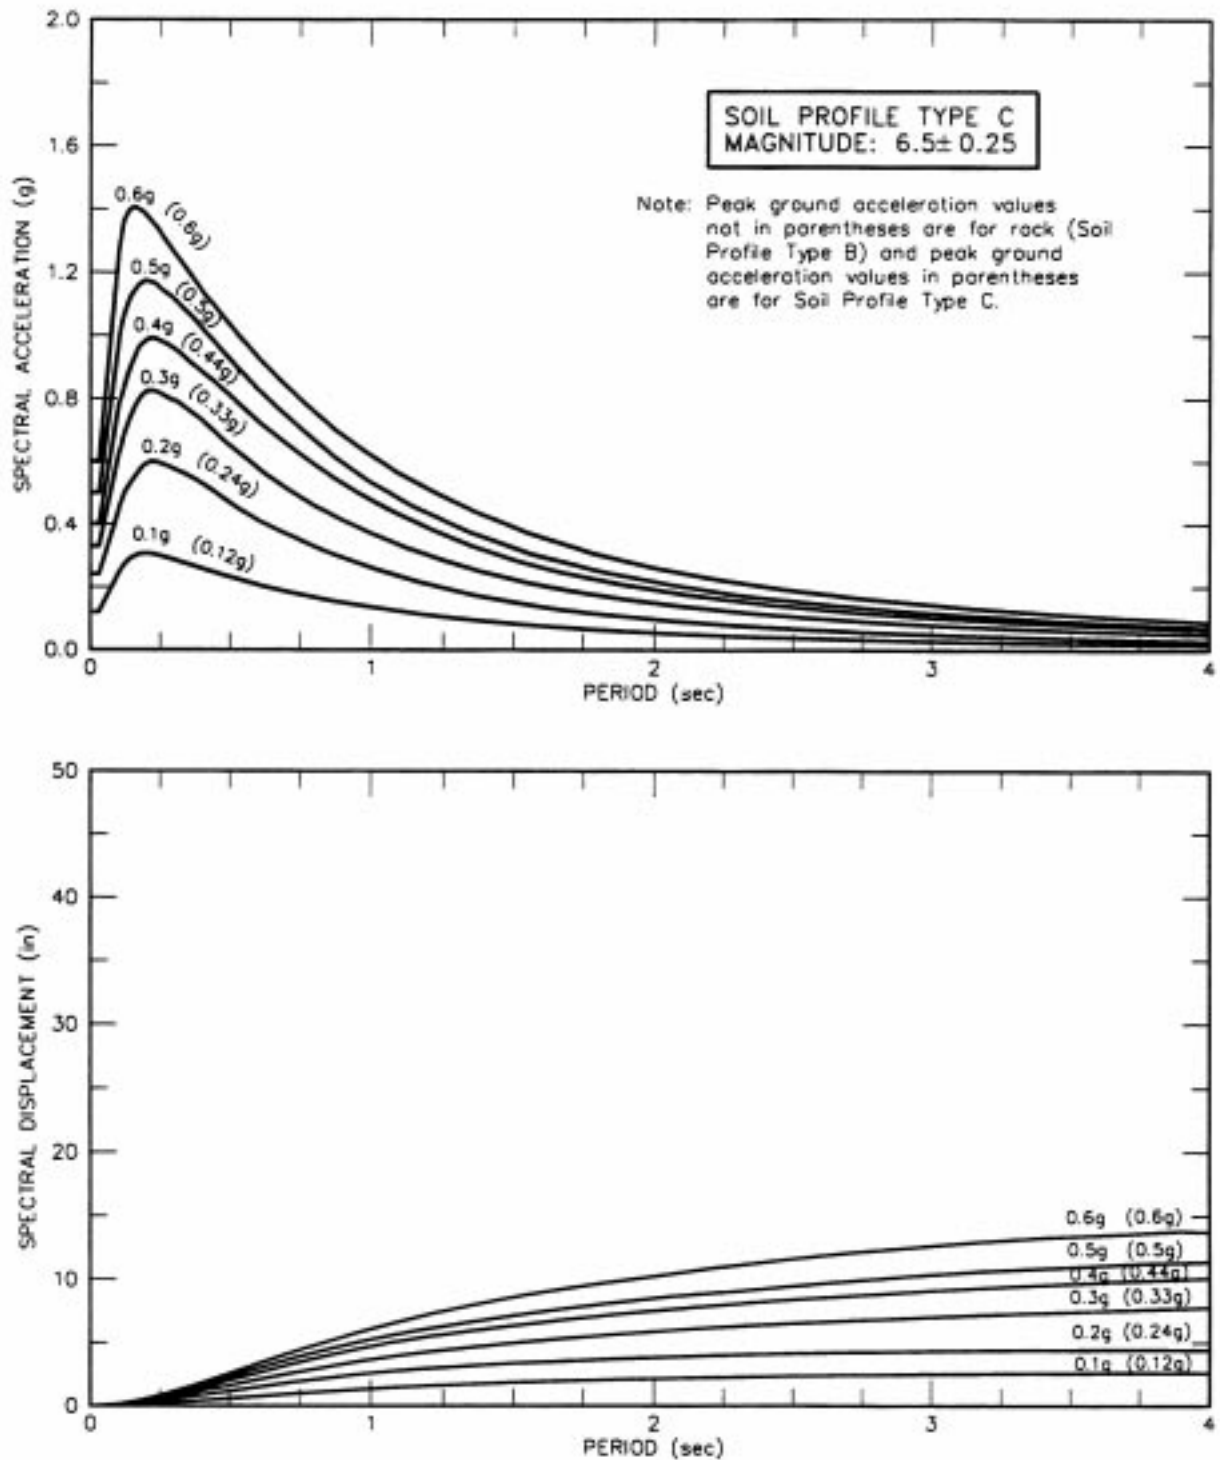 2.0
1.6
1.2
0.8
0.4
0.0
SPECTRAL ACCELERATION (g)
SOIL PROFILE TYPE C
MAGNITUDE: 6.5± 0.25
Note: Peak ground acceleration values
not in parentheses are for rock (Soil
Profile Type B) and peak ground
acceleration values in parentheses
are for Soil Profile Type C.
0.6g (0.6g)
0.5g (0.5g)
0.4g (0.44g)
0.3g (0.33g)
0.2g (0.24g)
0.1g (0.12g)
0 1 2 3 4
PERIOD (sec)
50
40
30
20
10
0
SPECTRAL DISPLACEMENT (in)
0.6g (0.6g)
0.5g (0.5g)
0.4g (0.44g)
0.3g (0.33g)
0.2g (0.24g)
0.1g (0.12g)
0 1 2 3 4
PERIOD (sec)